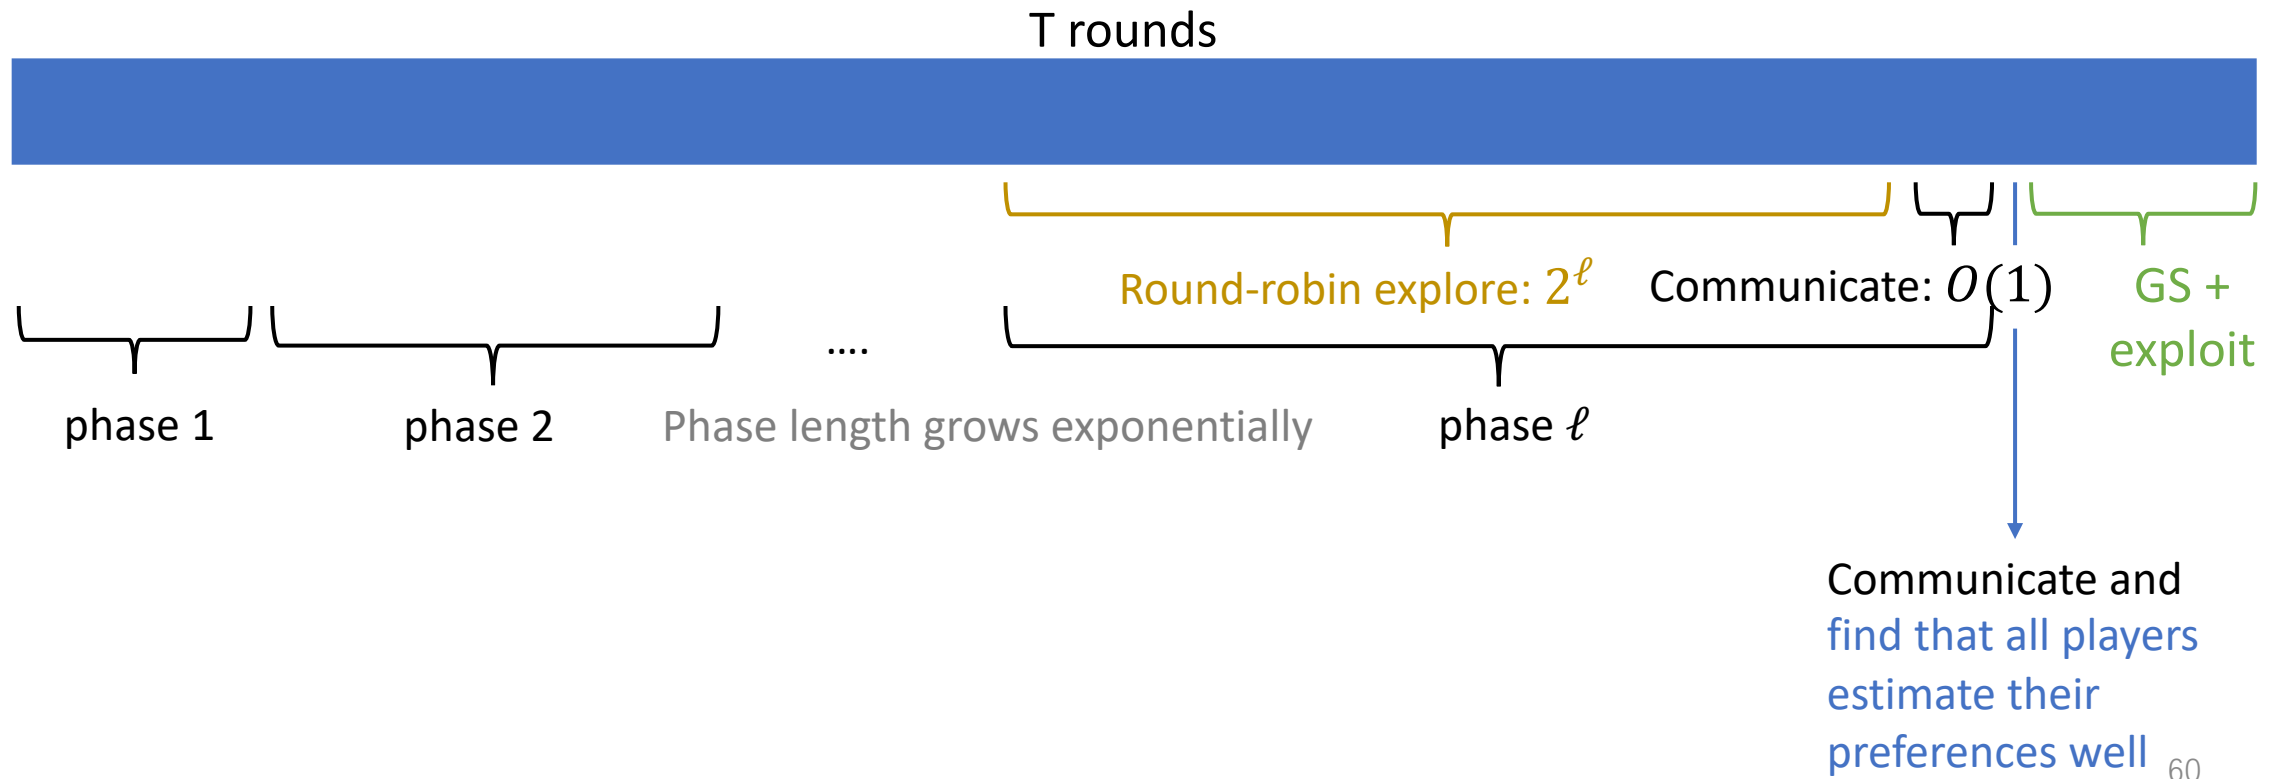 T rounds
Round-robin explore: 2^ℓ
Communicate: O(1)
GS +
exploit
....
phase 1
phase 2
Phase length grows exponentially
phase ℓ
Communicate and
find that all players
estimate their
preferences well
60